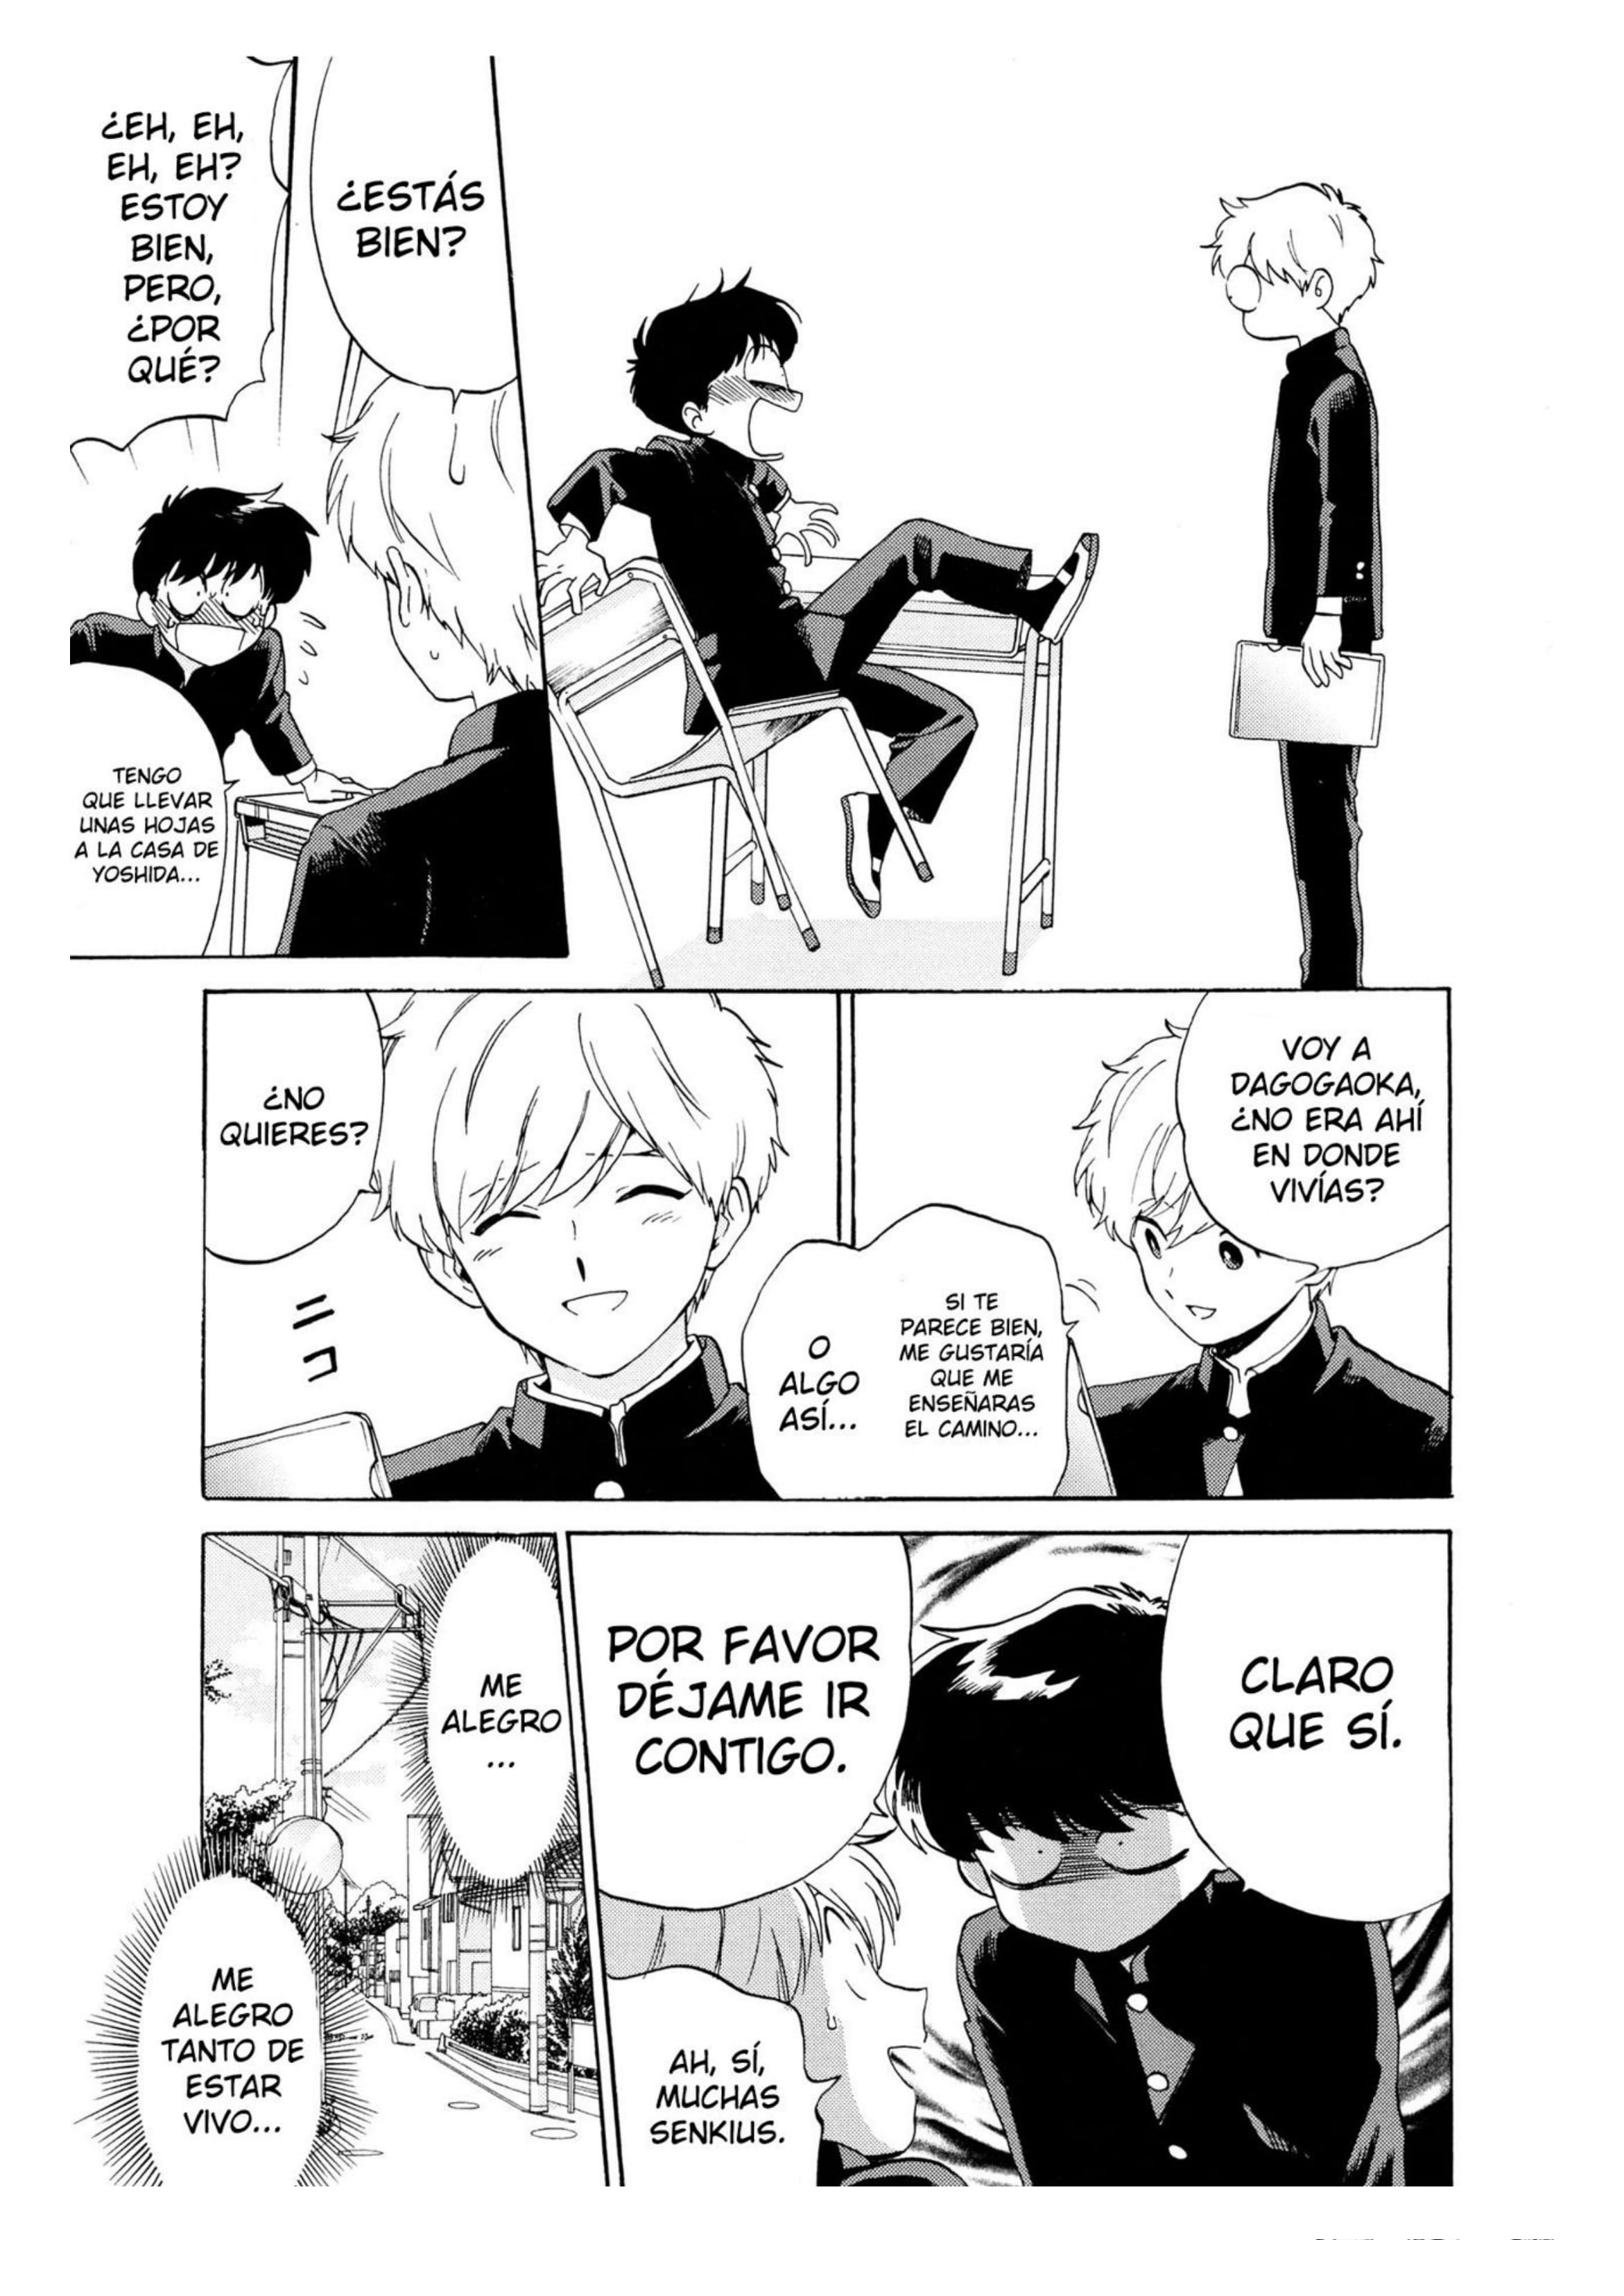 ¿ESTÁS
BIEN?
¿EH, EH,
EH, EH?
ESTOY
BIEN,
PERO,
¿POR
QUÉ?
TENGO
QUE LLEVAR
UNAS HOJAS
A LA CASA DE
YOSHIDA...
VOY A
DAGOGAOKA,
¿NO ERA AHÍ
EN DONDE
VIVÍAS?
SI TE
PARECE BIEN,
ME GUSTARÍA
QUE ME
ENSEÑARAS
EL CAMINO...
O
ALGO
ASÍ...
¿NO
QUIERES?
ニコ
CLARO
QUE SÍ.
POR FAVOR
DÉJAME IR
CONTIGO.
AH, SÍ,
MUCHAS
SENKIUS.
ME
ALEGRO
...
ME
ALEGRO
TANTO DE
ESTAR
VIVO...